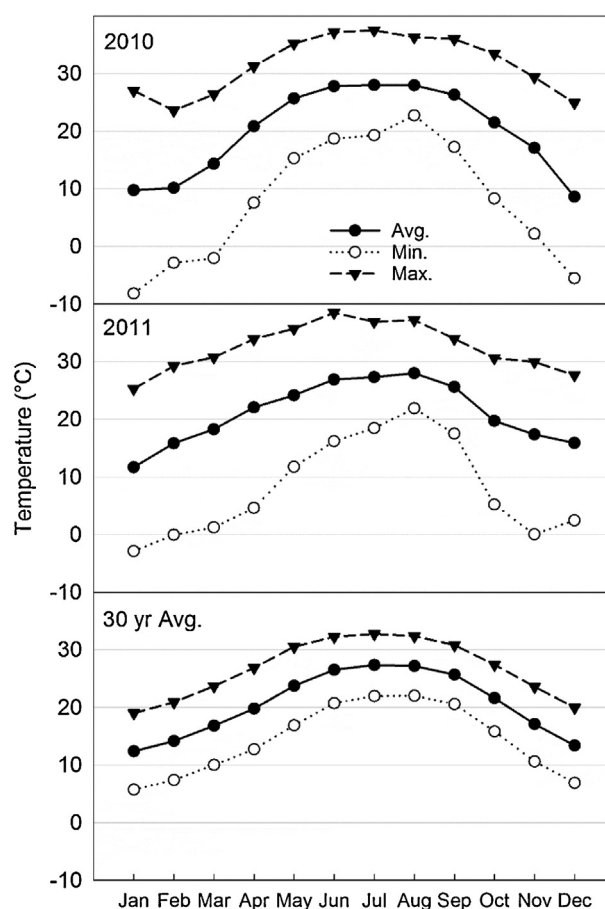 2010
30
20
10
0
-10
Avg.
Min.
Max.
2011
30
20
10
0
-10
30 yr Avg.
30
20
10
0
-10
Temperature (°C)
Jan Feb Mar Apr May Jun Jul Aug Sep Oct Nov Dec